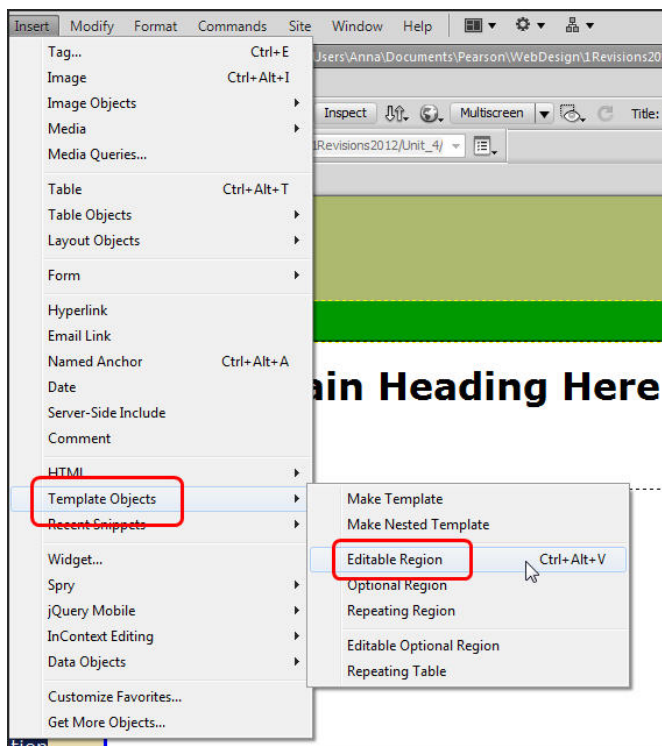 Insert Modify Format Commands Site Window Help
Users\Anna\Documents\Pearson\WebDesign\1Revisions20
Inspect Multiscreen Title:
1Revisions2012/Unit_4/
Tag... Ctrl+E
Image Ctrl+Alt+I
Image Objects
Media
Media Queries...
Table Ctrl+Alt+T
Table Objects
Layout Objects
Form
Hyperlink
Email Link
Named Anchor Ctrl+Alt+A
Date
Server-Side Include
Comment
HTML
Template Objects
Recent Snippets
Widget...
Spry
jQuery Mobile
InContext Editing
Data Objects
Customize Favorites...
Get More Objects...
ain Heading Here
Make Template
Make Nested Template
Editable Region Ctrl+Alt+V
Optional Region
Repeating Region
Editable Optional Region
Repeating Table
tion